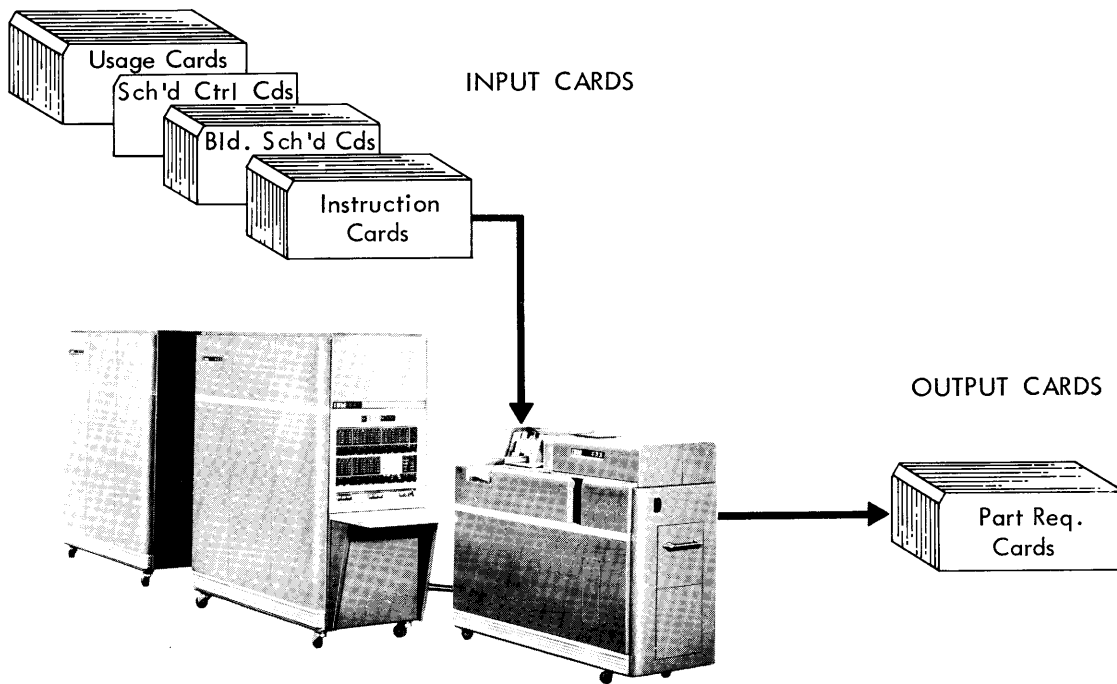 Usage Cards
Sch'd Ctrl Cds
Bld. Sch'd Cds
Instruction
Cards
INPUT CARDS
OUTPUT CARDS
Part Req.
Cards